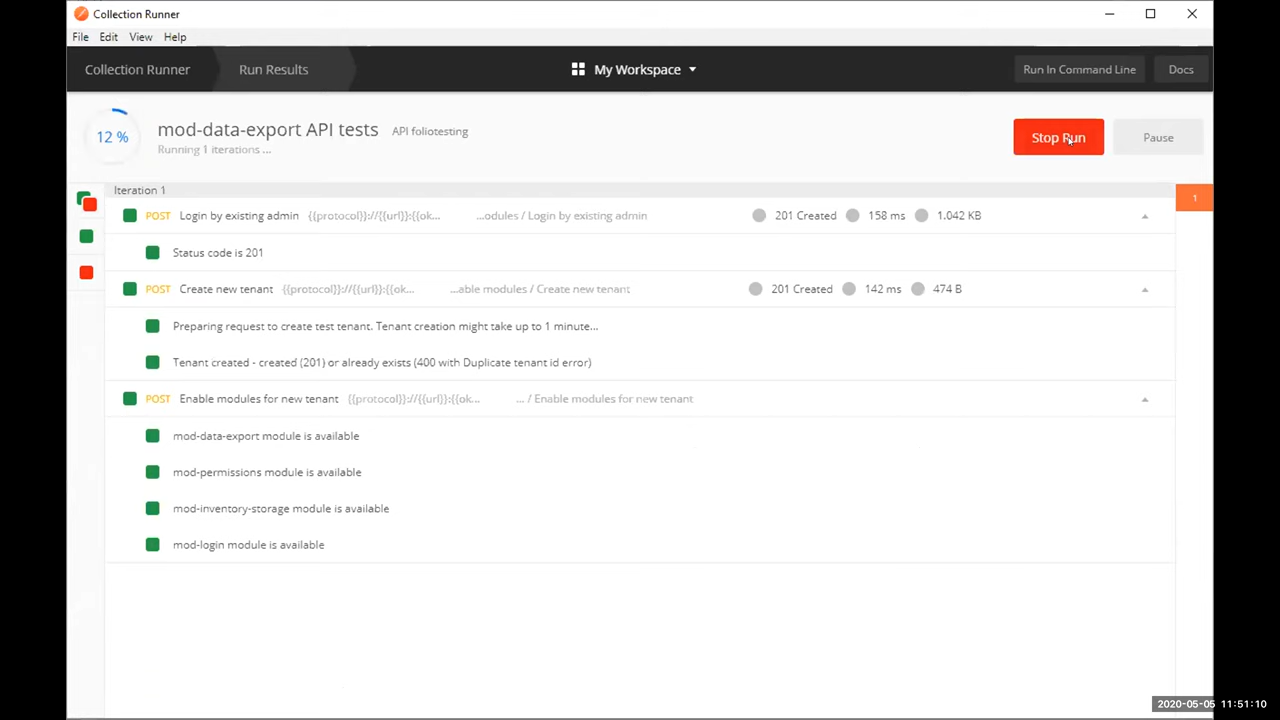 Collection Runner
File Edit View Help
Collection Runner Run Results My Workspace Run In Command Line Docs
12 % mod-data-export API tests API foliotesting Stop Run Pause
Running 1 iterations ...
Iteration 1
1
POST Login by existing admin {{protocol}}://{{url}}:{{ok... ...odules / Login by existing admin 201 Created 158 ms 1.042 KB
Status code is 201
POST Create new tenant {{protocol}}://{{url}}:{{ok... ...able modules / Create new tenant 201 Created 142 ms 474 B
Preparing request to create test tenant. Tenant creation might take up to 1 minute...
Tenant created - created (201) or already exists (400 with Duplicate tenant id error)
POST Enable modules for new tenant {{protocol}}://{{url}}:{{ok... ... / Enable modules for new tenant
mod-data-export module is available
mod-permissions module is available
mod-inventory-storage module is available
mod-login module is available
2020-05-05 11:51:10